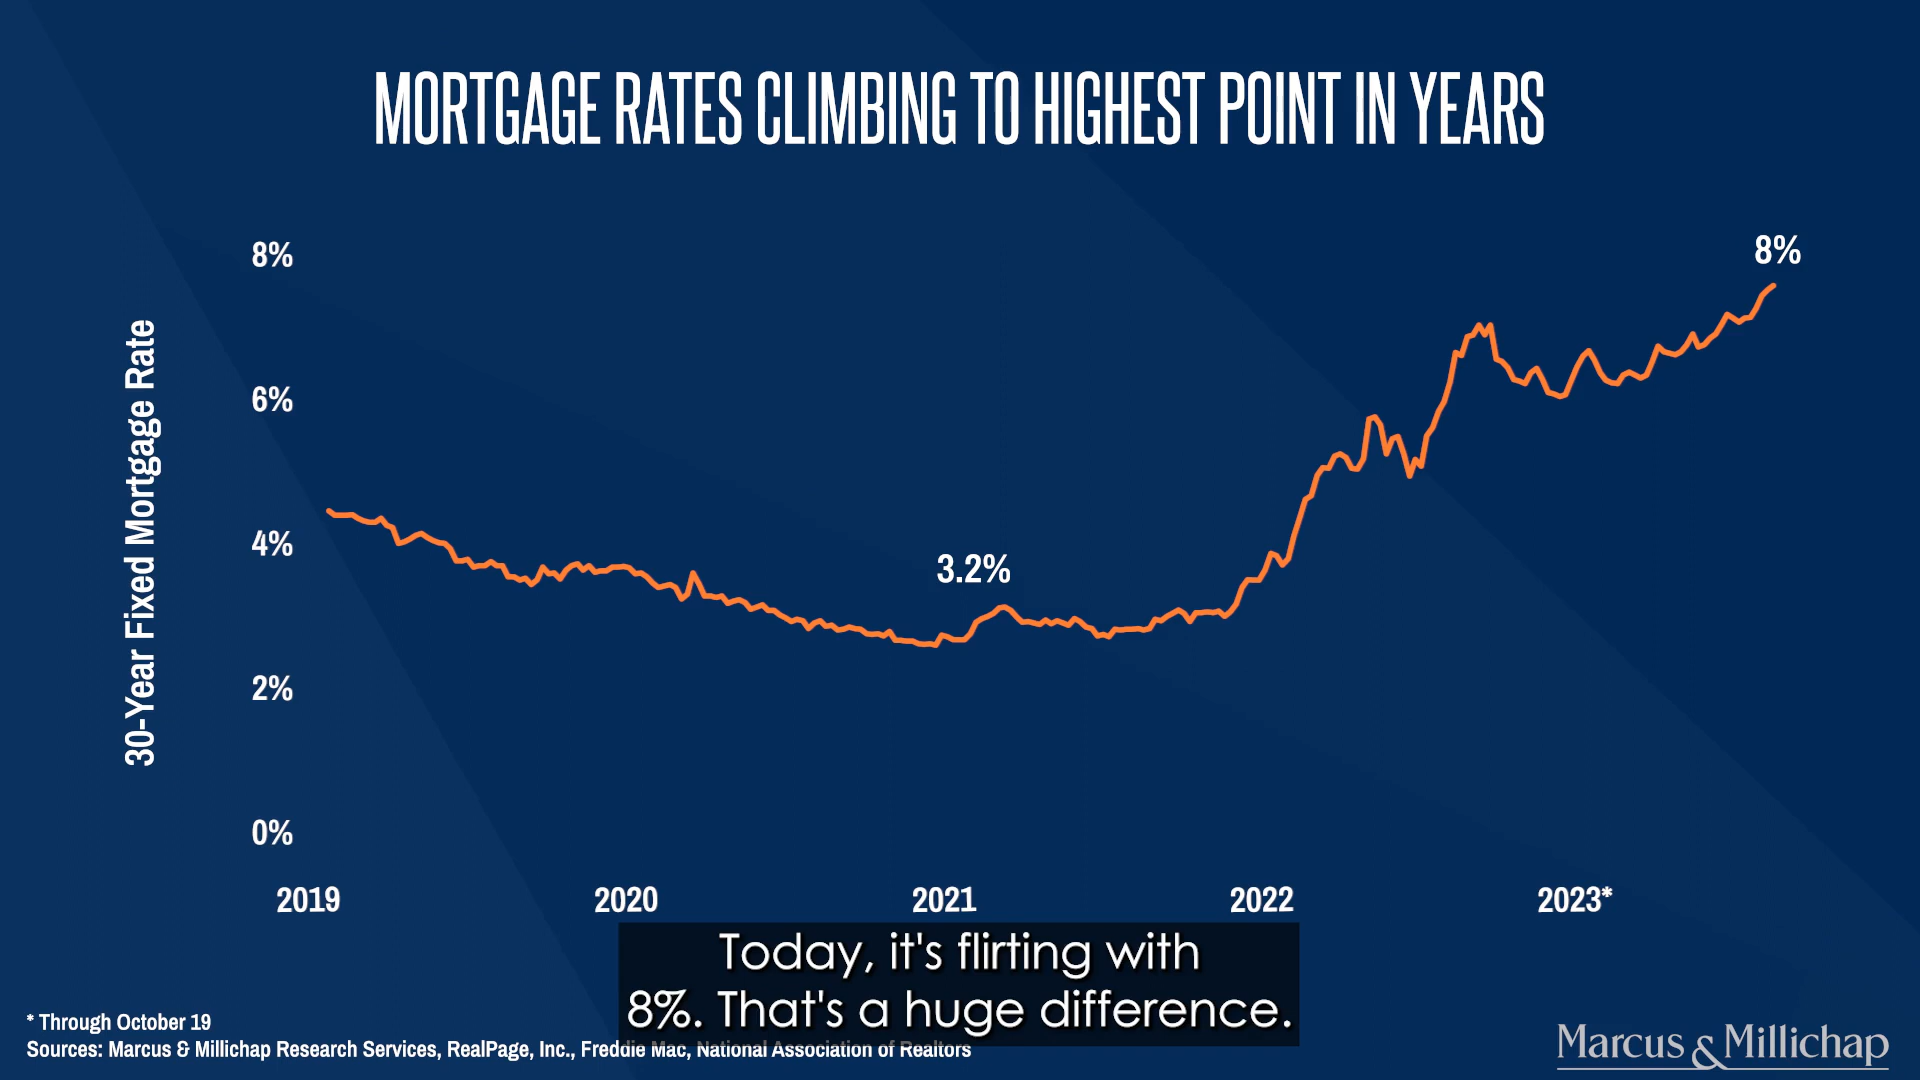 MORTGAGE RATES CLIMBING TO HIGHEST POINT IN YEARS
30-Year Fixed Mortgage Rate
8%
6%
4%
2%
0%
3.2%
8%
2019 2020 2021 2022 2023*
Today, it's flirting with
8%. That's a huge difference.
* Through October 19
Sources: Marcus & Millichap Research Services, RealPage, Inc., Freddie Mac, National Association of Realtors
Marcus & Millichap